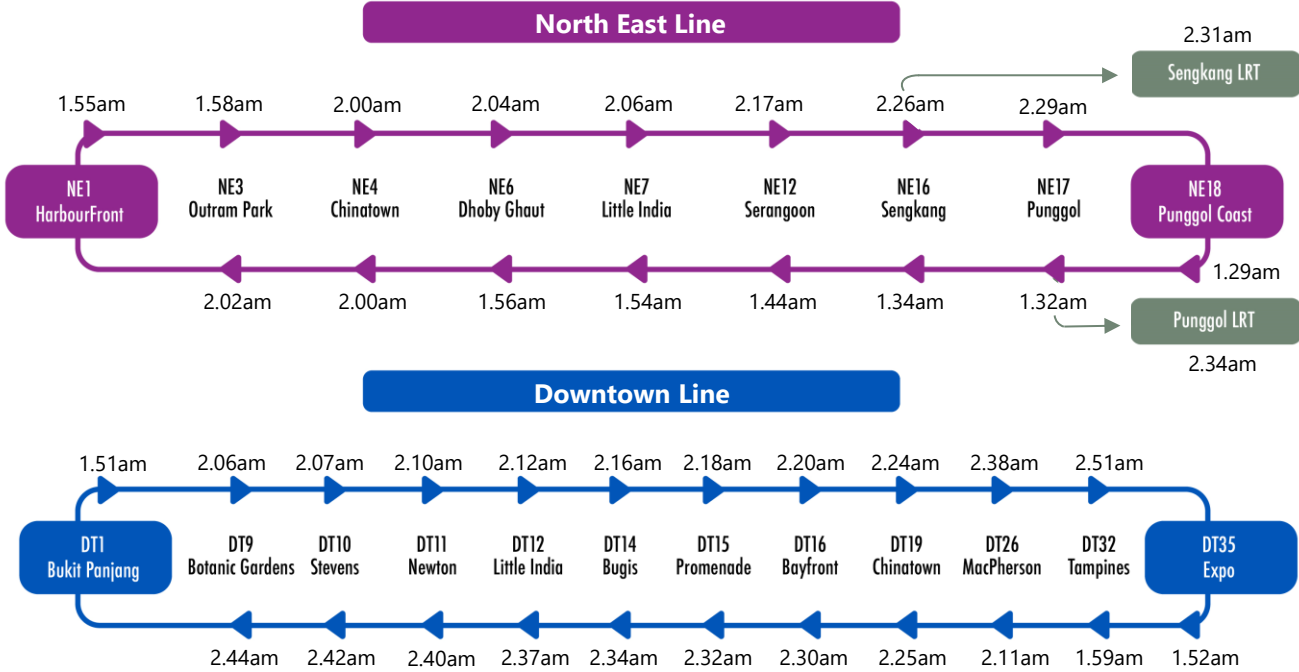 North East Line
2.31am
Sengkang LRT
1.55am 1.58am 2.00am 2.04am 2.06am 2.17am 2.26am 2.29am
NE1 NE3 NE4 NE6 NE7 NE12 NE16 NE17 NE18
HarbourFront Outram Park Chinatown Dhoby Ghaut Little India Serangoon Sengkang Punggol Punggol Coast
1.29am
2.02am 2.00am 1.56am 1.54am 1.44am 1.34am 1.32am
Punggol LRT
2.34am
Downtown Line
1.51am 2.06am 2.07am 2.10am 2.12am 2.16am 2.18am 2.20am 2.24am 2.38am 2.51am
DT1 DT9 DT10 DT11 DT12 DT14 DT15 DT16 DT19 DT26 DT32 DT35
Bukit Panjang Botanic Gardens Stevens Newton Little India Bugis Promenade Bayfront Chinatown MacPherson Tampines Expo
2.44am 2.42am 2.40am 2.37am 2.34am 2.32am 2.30am 2.25am 2.11am 1.59am 1.52am